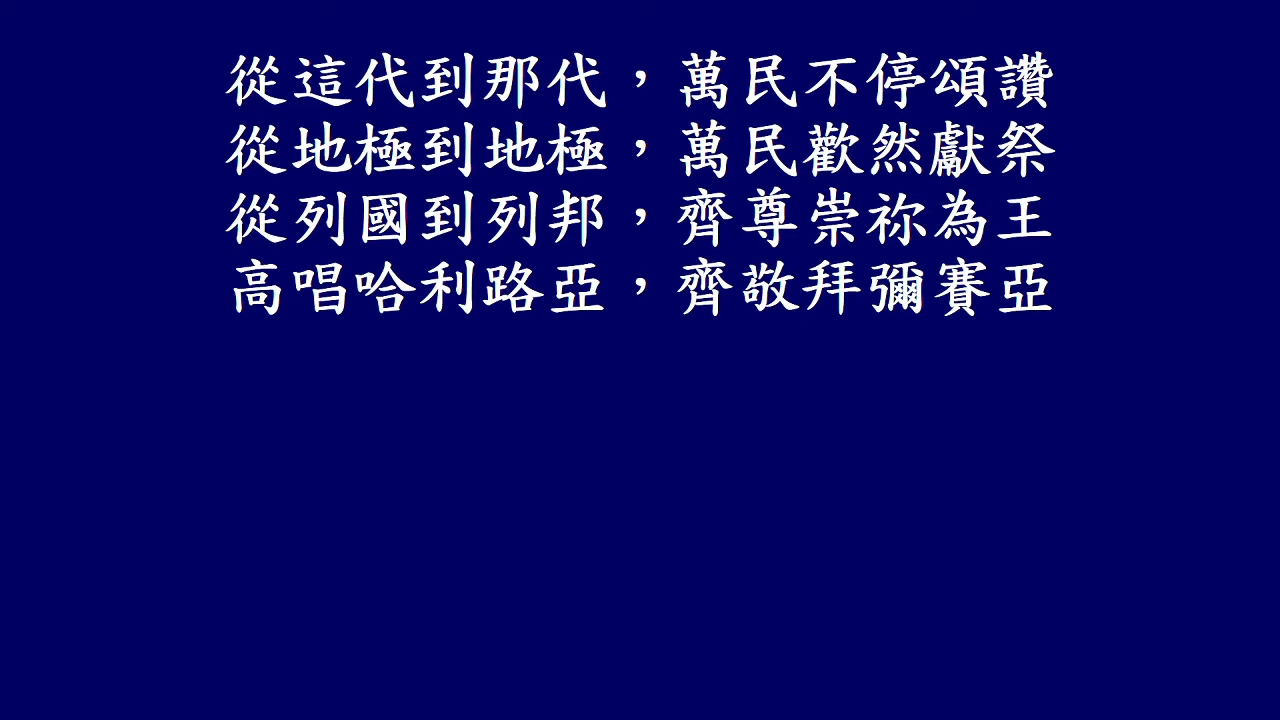 從這代到那代，萬民不停頌讚
從地極到地極，萬民歡然獻祭
從列國到列邦，齊尊崇祢為王
高唱哈利路亞，齊敬拜彌賽亞